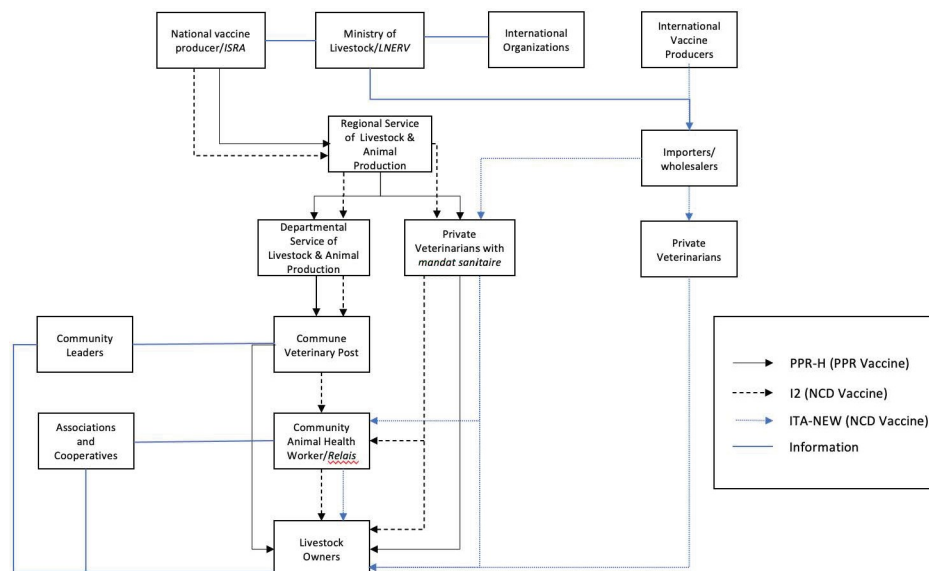 National vaccine
producer/ISRA
Ministry of
Livestock/LNERV
International
Organizations
International
Vaccine
Producers
Regional Service
of Livestock &
Animal
Production
Importers/
wholesalers
Departmental
Service of
Livestock & Animal
Production
Private
Veterinarians with
mandat sanitaire
Private
Veterinarians
Community
Leaders
Commune
Veterinary Post
Associations
and
Cooperatives
Community
Animal Health
Worker/Relais
Livestock
Owners
PPR-H (PPR Vaccine)
I2 (NCD Vaccine)
ITA-NEW (NCD Vaccine)
Information